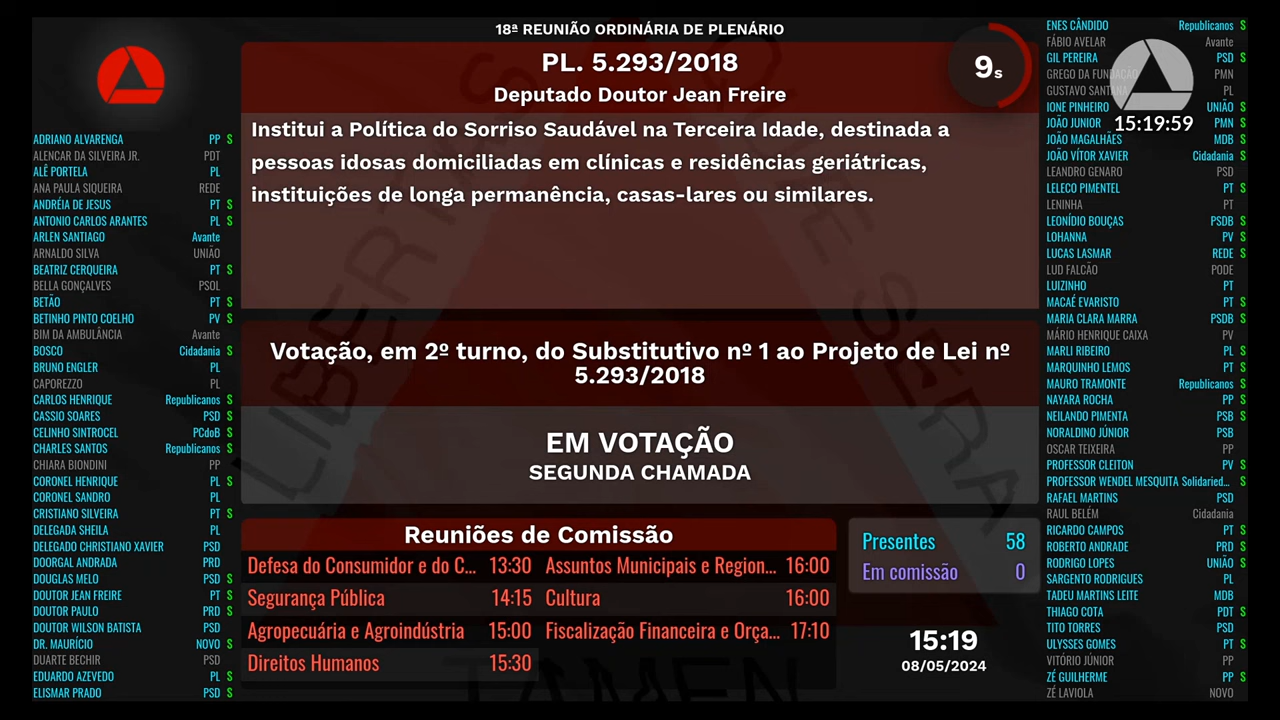 18ª REUNIÃO ORDINÁRIA DE PLENÁRIO
PL. 5.293/2018
Deputado Doutor Jean Freire
9s
Institui a Política do Sorriso Saudável na Terceira Idade, destinada a
pessoas idosas domiciliadas em clínicas e residências geriátricas,
instituições de longa permanência, casas-lares ou similares.
Votação, em 2º turno, do Substitutivo nº 1 ao Projeto de Lei nº
5.293/2018
EM VOTAÇÃO
SEGUNDA CHAMADA
Reuniões de Comissão
Defesa do Consumidor e do C... 13:30 Assuntos Municipais e Region... 16:00
Segurança Pública 14:15 Cultura 16:00
Agropecuária e Agroindústria 15:00 Fiscalização Financeira e Orça... 17:10
Direitos Humanos 15:30
Presentes 58
Em comissão 0
15:19
08/05/2024
ADRIANO ALVARENGA PP S
ALENCAR DA SILVEIRA JR. PDT
ALÊ PORTELA PL
ANA PAULA SIQUEIRA REDE
ANDRÉIA DE JESUS PT S
ANTONIO CARLOS ARANTES PL S
ARLEN SANTIAGO Avante
ARNALDO SILVA UNIÃO
BEATRIZ CERQUEIRA PT S
BELLA GONÇALVES PSOL
BETÃO PT S
BETINHO PINTO COELHO PV S
BIM DA AMBULÂNCIA Avante
BOSCO Cidadania S
BRUNO ENGLER PL
CAPOREZZO PL
CARLOS HENRIQUE Republicanos S
CASSIO SOARES PSD S
CELINHO SINTROCEL PCdoB S
CHARLES SANTOS Republicanos S
CHIARA BIONDINI PP
CORONEL HENRIQUE PL S
CORONEL SANDRO PL
CRISTIANO SILVEIRA PT S
DELEGADA SHEILA PL
DELEGADO CHRISTIANO XAVIER PSD
DOORGAL ANDRADA PRD
DOUGLAS MELO PSD S
DOUTOR JEAN FREIRE PT S
DOUTOR PAULO PRD S
DOUTOR WILSON BATISTA PSD
DR. MAURÍCIO NOVO S
DUARTE BECHIR PSD
EDUARDO AZEVEDO PL S
ELISMAR PRADO PSD S
ENES CÂNDIDO Republicanos S
FÁBIO AVELAR Avante
GIL PEREIRA PSD S
GREGO DA FUNDAÇÃO PMN
GUSTAVO SANTANA PL
IONE PINHEIRO UNIÃO S
JOÃO JUNIOR PMN S
15:19:59
JOÃO MAGALHÃES MDB S
JOÃO VÍTOR XAVIER Cidadania S
LEANDRO GENARO PSD
LELECO PIMENTEL PT S
LENINHA PT
LEONÍDIO BOUÇAS PSDB S
LOHANNA PV S
LUCAS LASMAR REDE S
LUD FALCÃO PODE
LUIZINHO PT
MACAÉ EVARISTO PT S
MARIA CLARA MARRA PSDB S
MÁRIO HENRIQUE CAIXA PV
MARLI RIBEIRO PL S
MARQUINHO LEMOS PT S
MAURO TRAMONTE Republicanos S
NAYARA ROCHA PP S
NEILANDO PIMENTA PSB S
NORALDINO JÚNIOR PSB
OSCAR TEIXEIRA PP
PROFESSOR CLEITON PV S
PROFESSOR WENDEL MESQUITA Solidaried... S
RAFAEL MARTINS PSD
RAUL BELÉM Cidadania
RICARDO CAMPOS PT S
ROBERTO ANDRADE PRD S
RODRIGO LOPES UNIÃO S
SARGENTO RODRIGUES PL
TADEU MARTINS LEITE MDB
THIAGO COTA PDT S
TITO TORRES PSD
ULYSSES GOMES PT S
VITÓRIO JÚNIOR PP
ZÉ GUILHERME PP S
ZÉ LAVIOLA NOVO
LIBERTAS
QUE SERA
TAMEN